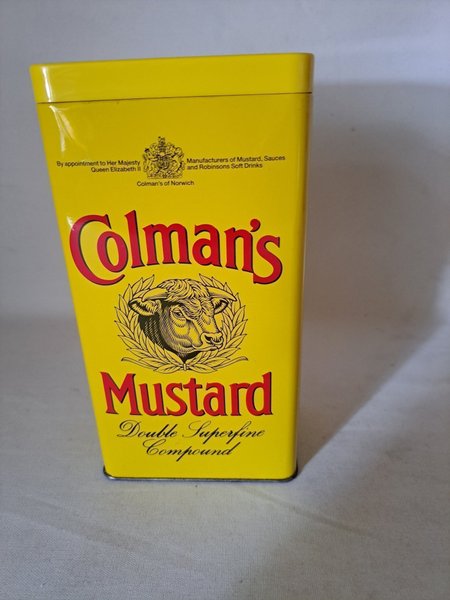 By appointment to Her Majesty
Queen Elizabeth II
Manufacturers of Mustard, Sauces
and Robinsons Soft Drinks
Colman's of Norwich
Colman's
Mustard
Double Superfine
Compound